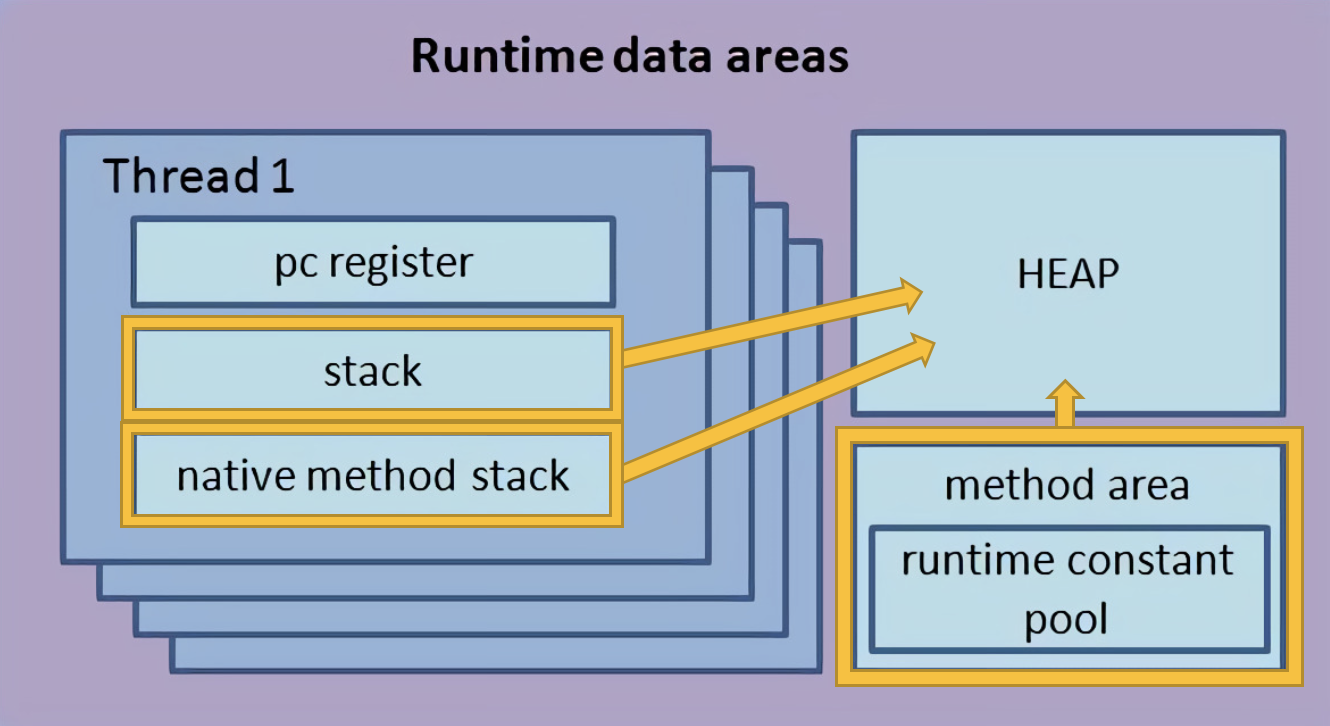 Runtime data areas
Thread 1
pc register
stack
native method stack
HEAP
method area
runtime constant
pool